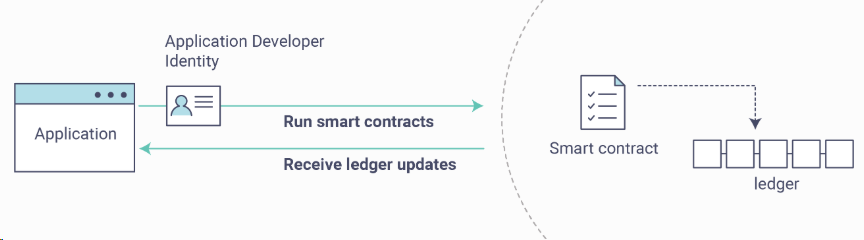 Application Developer
Identity
Application
Run smart contracts
Receive ledger updates
Smart contract
ledger